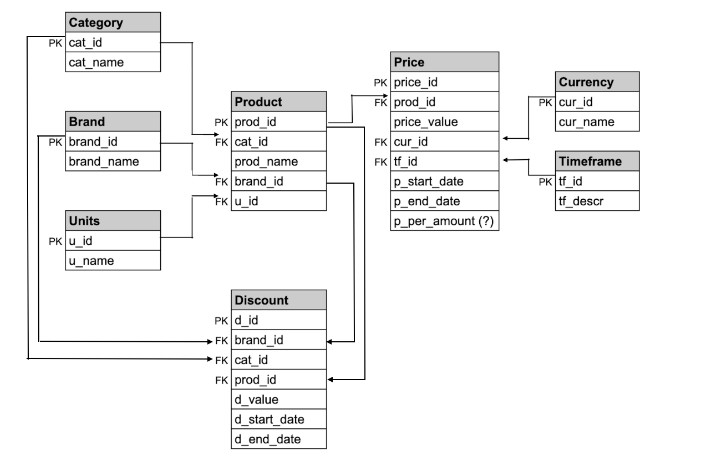 Category
PK cat_id
cat_name
Brand
PK brand_id
brand_name
Units
PK u_id
u_name
Product
PK prod_id
FK cat_id
prod_name
FK brand_id
FK u_id
Price
PK price_id
FK prod_id
price_value
FK cur_id
FK tf_id
p_start_date
p_end_date
p_per_amount (?)
Currency
PK cur_id
cur_name
Timeframe
PK tf_id
tf_descr
Discount
PK d_id
FK brand_id
FK cat_id
FK prod_id
d_value
d_start_date
d_end_date